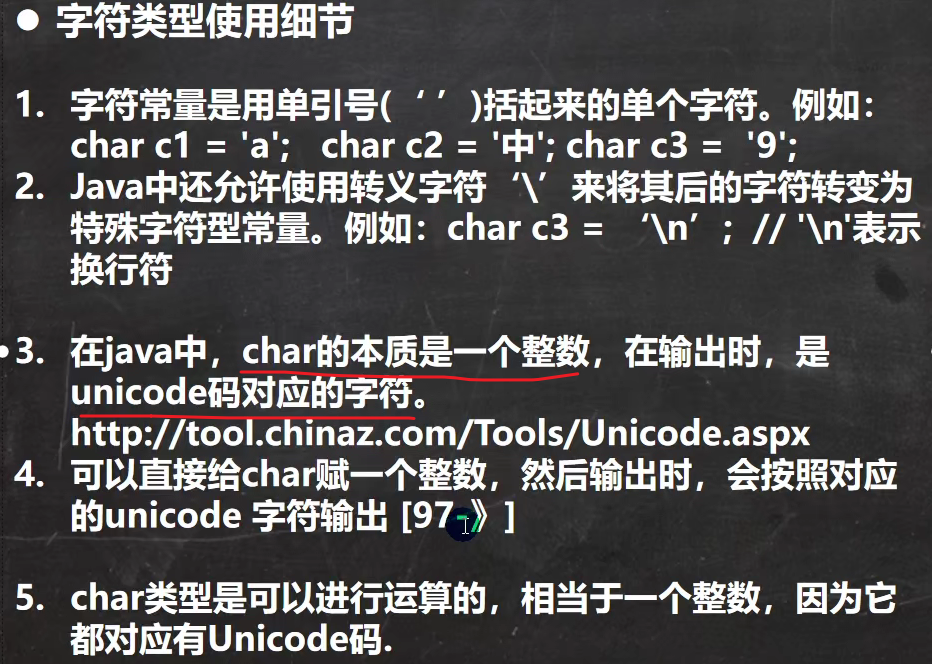 ● 字符类型使用细节
1. 字符常量是用单引号(‘ ’)括起来的单个字符。例如：
char c1 = 'a'; char c2 = '中'; char c3 = '9';
2. Java中还允许使用转义字符‘\’来将其后的字符转变为
特殊字符型常量。例如：char c3 = ‘\n’; // '\n'表示
换行符
3. 在java中，char的本质是一个整数，在输出时，是
unicode码对应的字符。
http://tool.chinaz.com/Tools/Unicode.aspx
4. 可以直接给char赋一个整数，然后输出时，会按照对应
的unicode 字符输出 [97-》]
5. char类型是可以进行运算的，相当于一个整数，因为它
都对应有Unicode码.